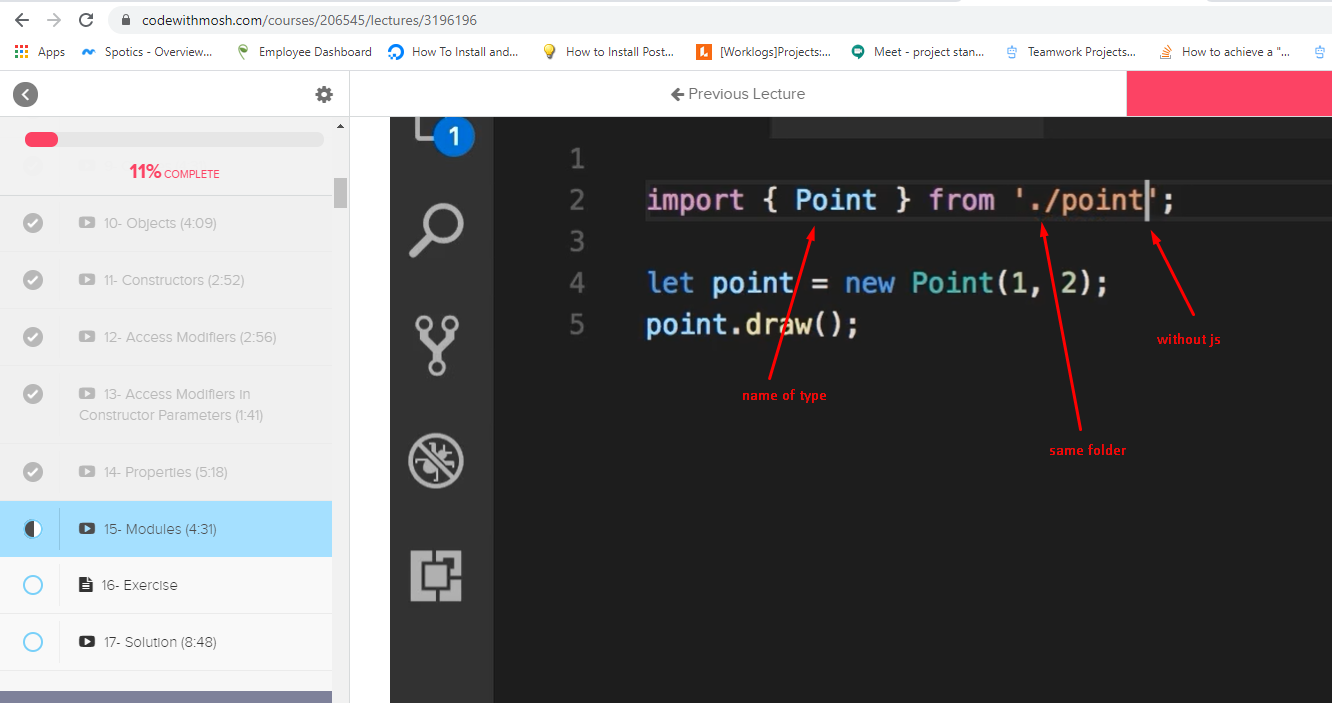 codewithmosh.com/courses/206545/lectures/3196196
Apps
Spotics - Overview...
Employee Dashboard
How To Install and...
How to Install Post...
[Worklogs]Projects:...
Meet - project stan...
Teamwork Projects...
How to achieve a "...
Previous Lecture
11% COMPLETE
10- Objects (4:09)
11- Constructors (2:52)
12- Access Modifiers (2:56)
13- Access Modifiers in
Constructor Parameters (1:41)
14- Properties (5:18)
15- Modules (4:31)
16- Exercise
17- Solution (8:48)
1
1
2 import { Point } from './point';
3
4 let point = new Point(1, 2);
5 point.draw();
without js
name of type
same folder